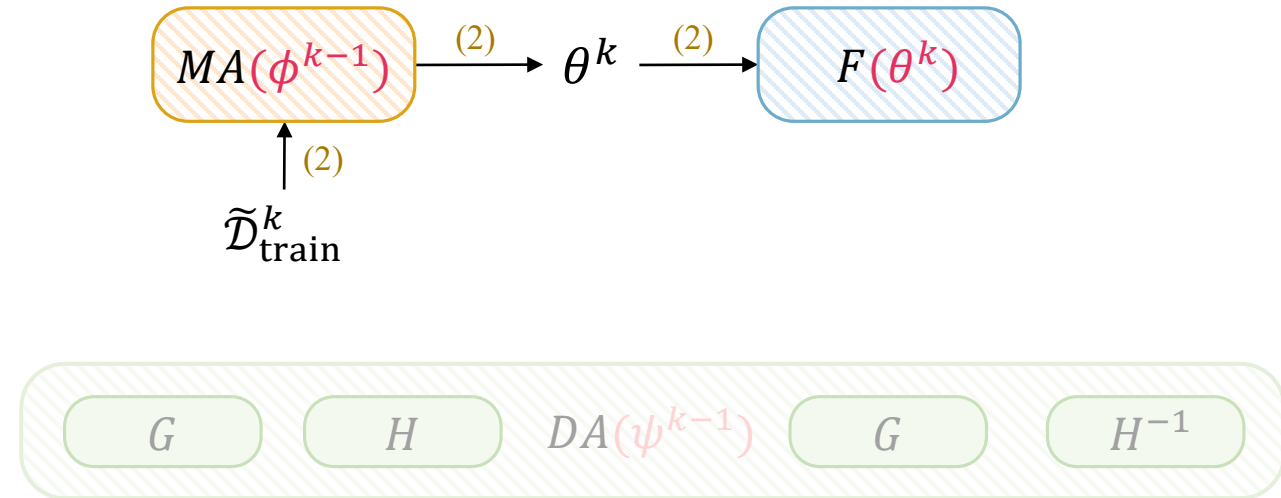 MA(ϕ^{k−1}) (2) θ^k (2) F(θ^k)
(2)
𝒟̃^k_train
G H DA(ψ^{k−1}) G H^{−1}